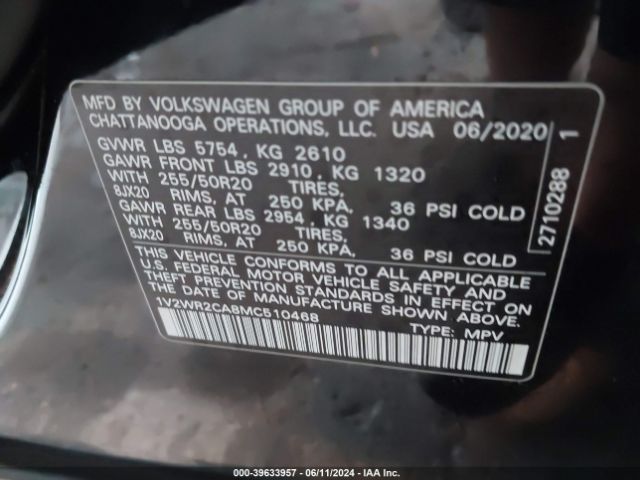 MFD BY VOLKSWAGEN GROUP OF AMERICA
CHATTANOOGA OPERATIONS, LLC. USA 06/2020
GVWR LBS 5754 , KG 2610
GAWR FRONT LBS 2910 , KG 1320
WITH 255/50R20 TIRES,
8JX20 RIMS, AT 250 KPA, 36 PSI COLD
GAWR REAR LBS 2954 , KG 1340
WITH 255/50R20 TIRES,
8JX20 RIMS, AT 250 KPA, 36 PSI COLD
THIS VEHICLE CONFORMS TO ALL APPLICABLE
U.S. FEDERAL MOTOR VEHICLE SAFETY AND
THEFT PREVENTION STANDARDS IN EFFECT ON
THE DATE OF MANUFACTURE SHOWN ABOVE.
1V2WR2CA8MC510468
TYPE: MPV
2710288 1
000-39633957 - 06/11/2024 - IAA Inc.